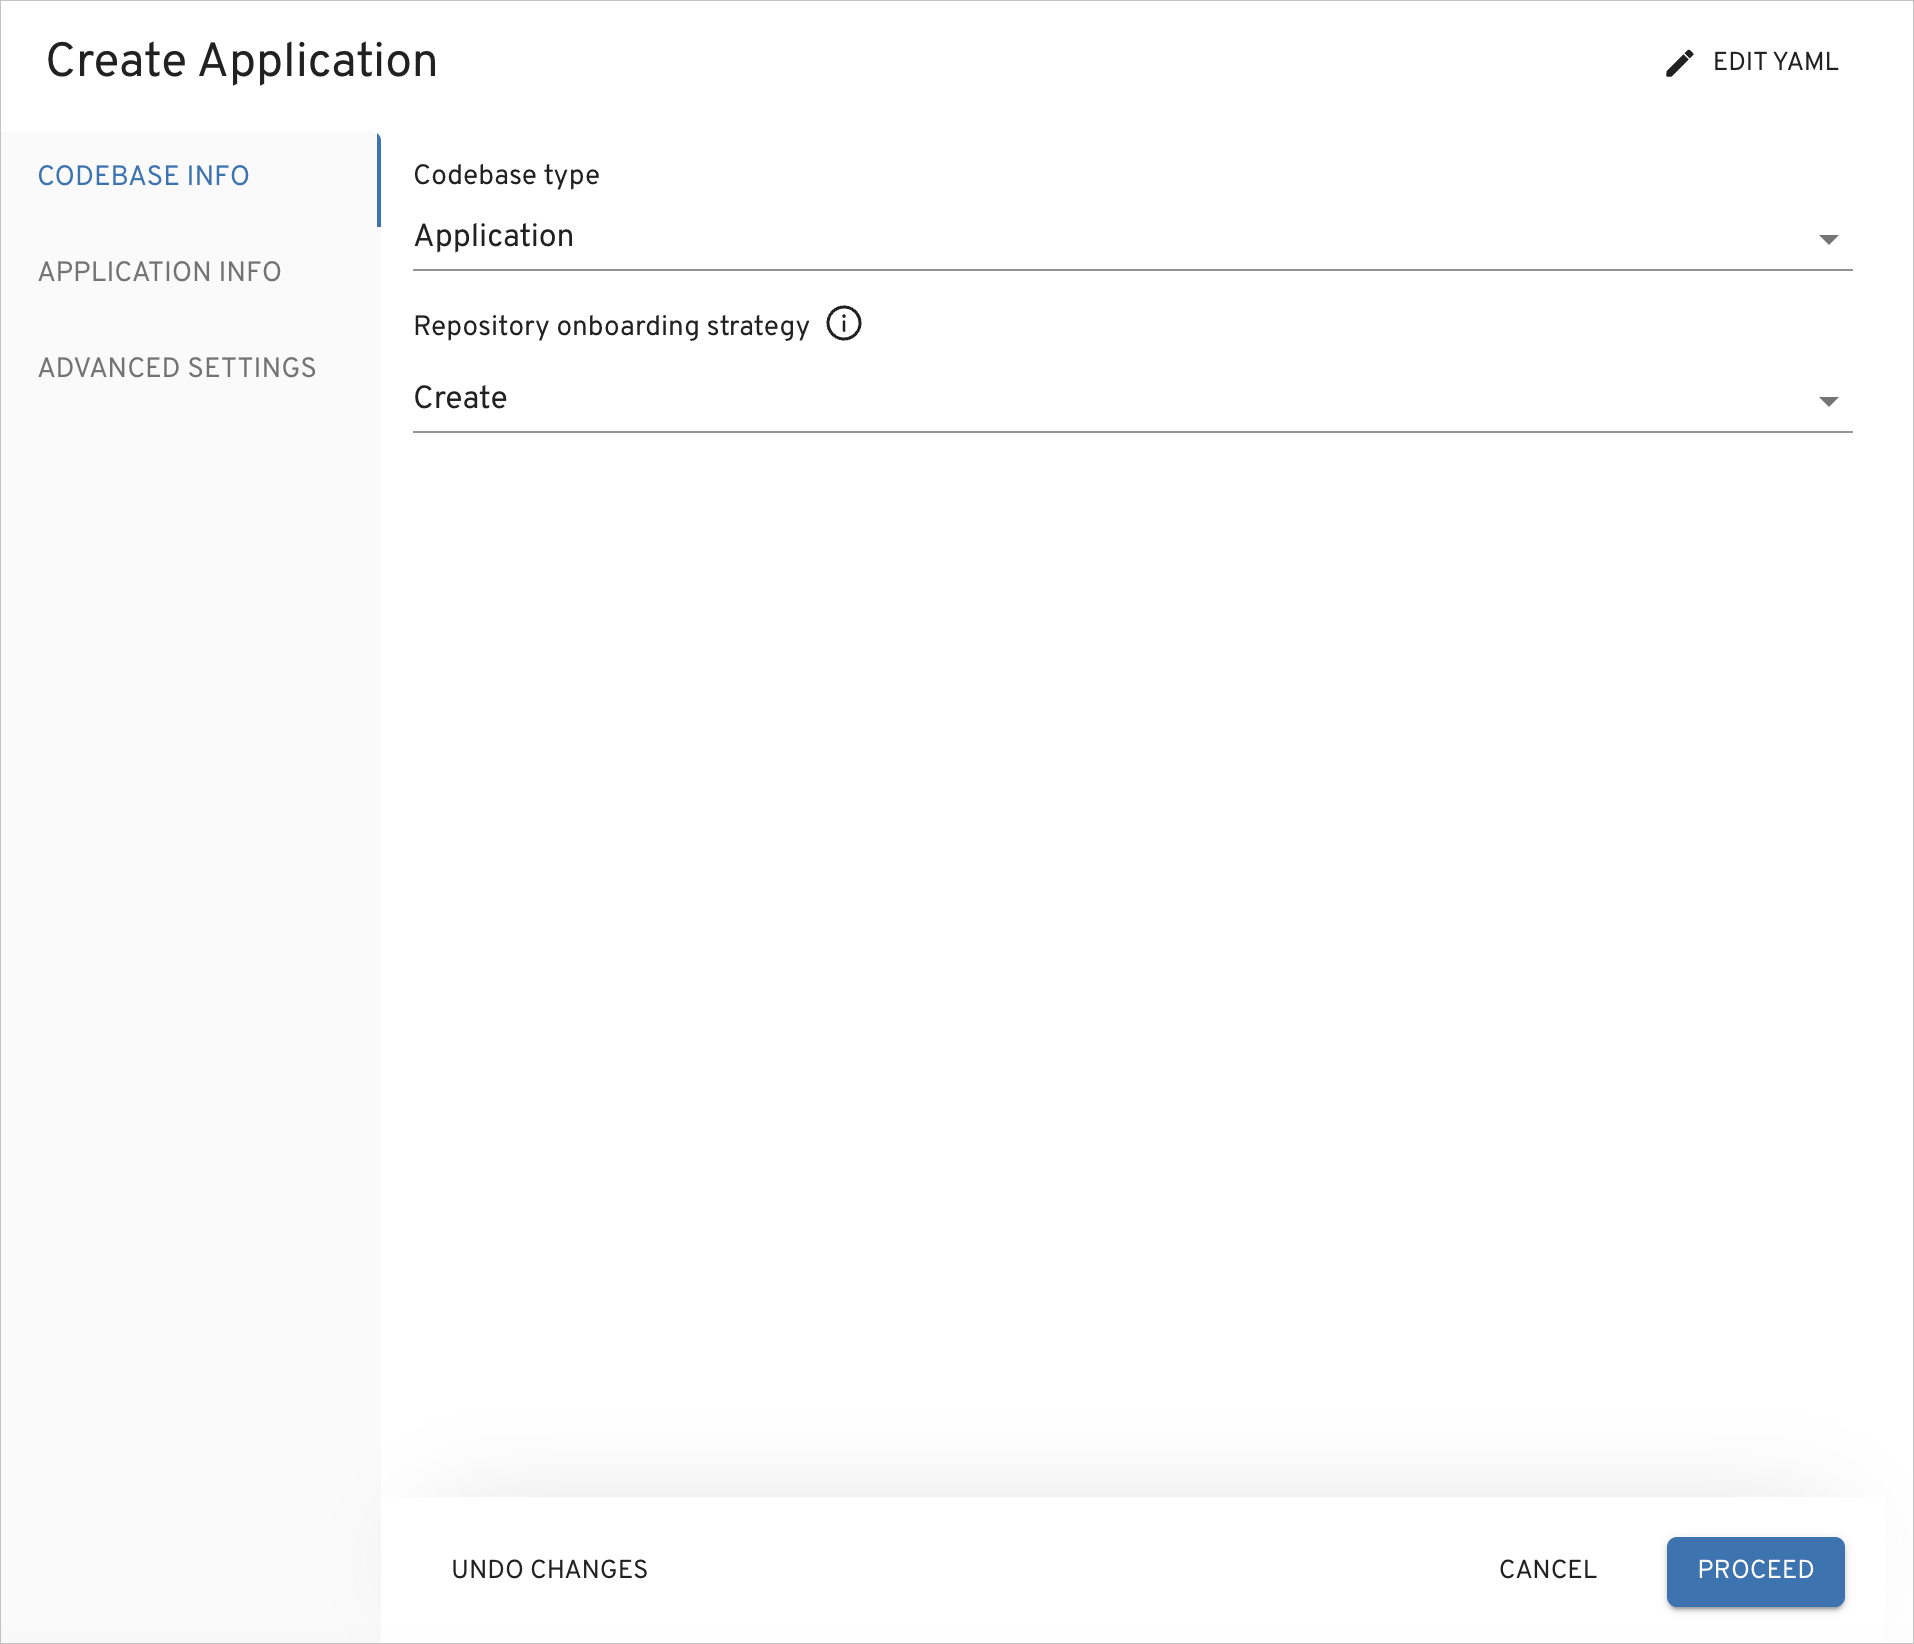 Create Application
EDIT YAML
CODEBASE INFO
APPLICATION INFO
ADVANCED SETTINGS
Codebase type
Application
Repository onboarding strategy
Create
UNDO CHANGES
CANCEL
PROCEED